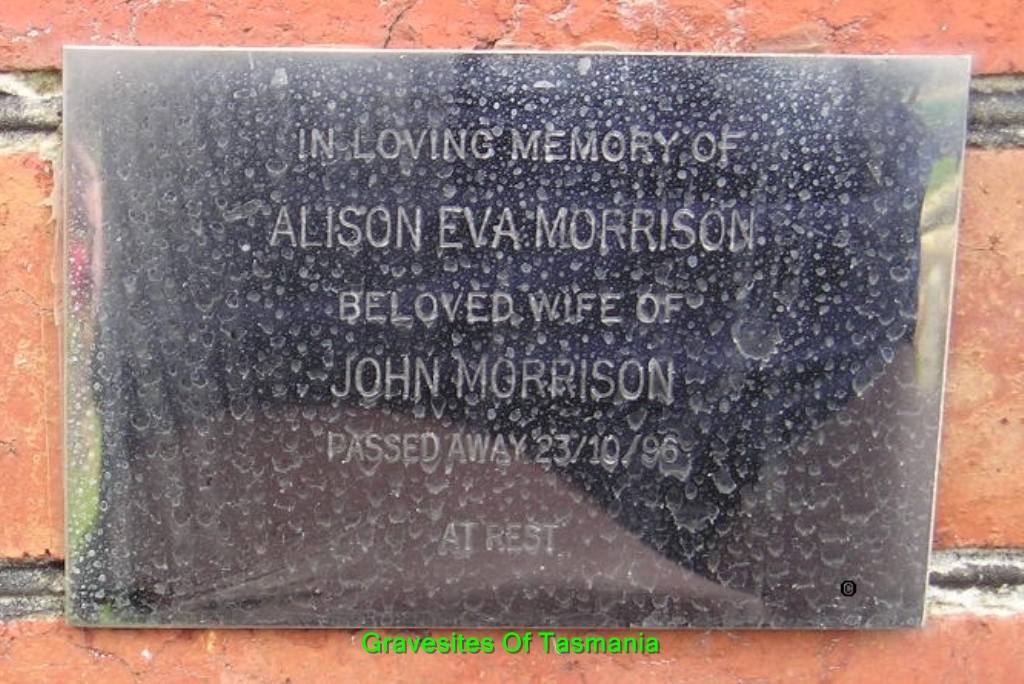 IN LOVING MEMORY OF
ALISON EVA MORRISON
BELOVED WIFE OF
JOHN MORRISON
PASSED AWAY 23/10/96
AT REST
©
Gravesites Of Tasmania